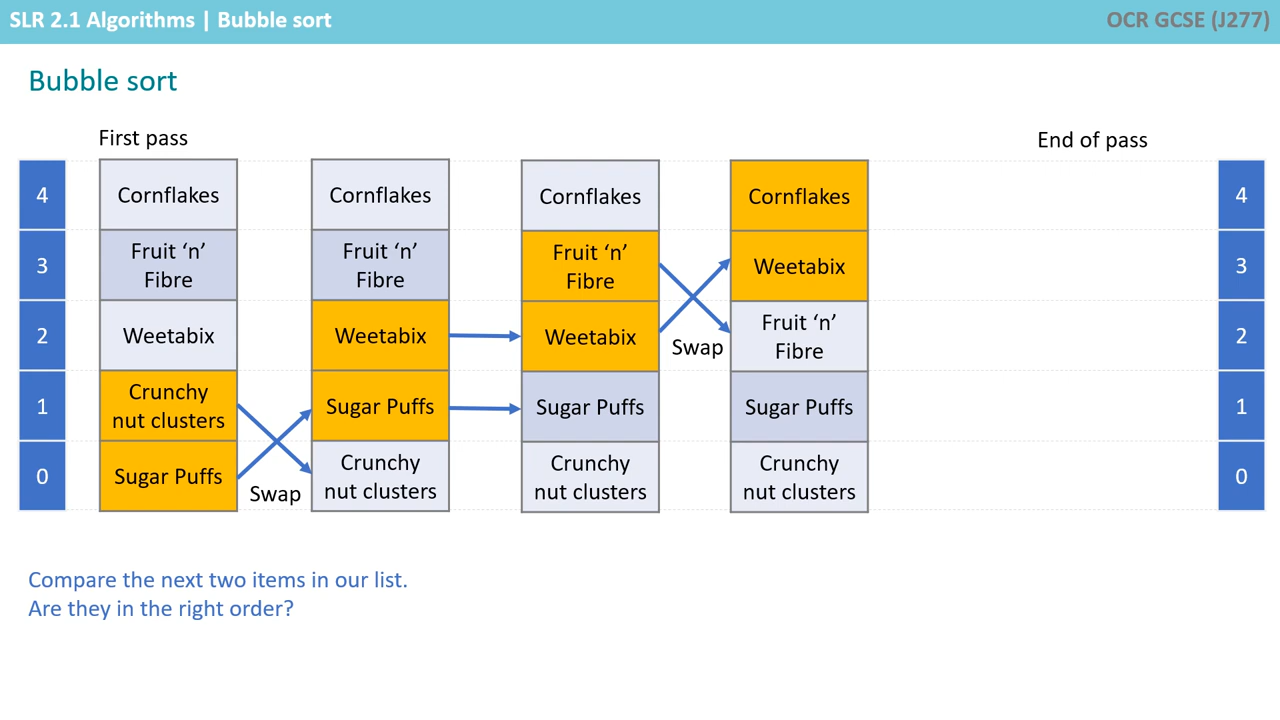 SLR 2.1 Algorithms | Bubble sort
OCR GCSE (J277)
Bubble sort
First pass
End of pass
4
Cornflakes
Cornflakes
Cornflakes
Cornflakes
4
3
Fruit ‘n’
Fibre
Fruit ‘n’
Fibre
Fruit ‘n’
Fibre
Weetabix
3
2
Weetabix
Weetabix
Weetabix
Swap
Fruit ‘n’
Fibre
2
1
Crunchy
nut clusters
Sugar Puffs
Sugar Puffs
Sugar Puffs
1
0
Sugar Puffs
Swap
Crunchy
nut clusters
Crunchy
nut clusters
Crunchy
nut clusters
0
Compare the next two items in our list.
Are they in the right order?